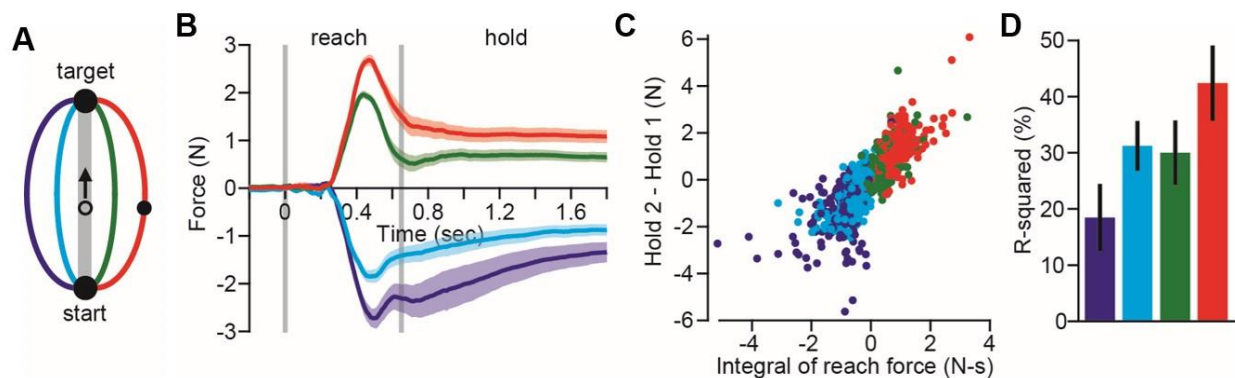 A
target
start
B
reach
hold
Force (N)
3
2
1
0
-1
-2
-3
0
0.4
0.8
1.2
1.6
Time (sec)
C
Hold 2 - Hold 1 (N)
6
4
2
0
-2
-4
-6
-4
-2
0
2
4
Integral of reach force (N-s)
D
R-squared (%)
50
40
30
20
10
0